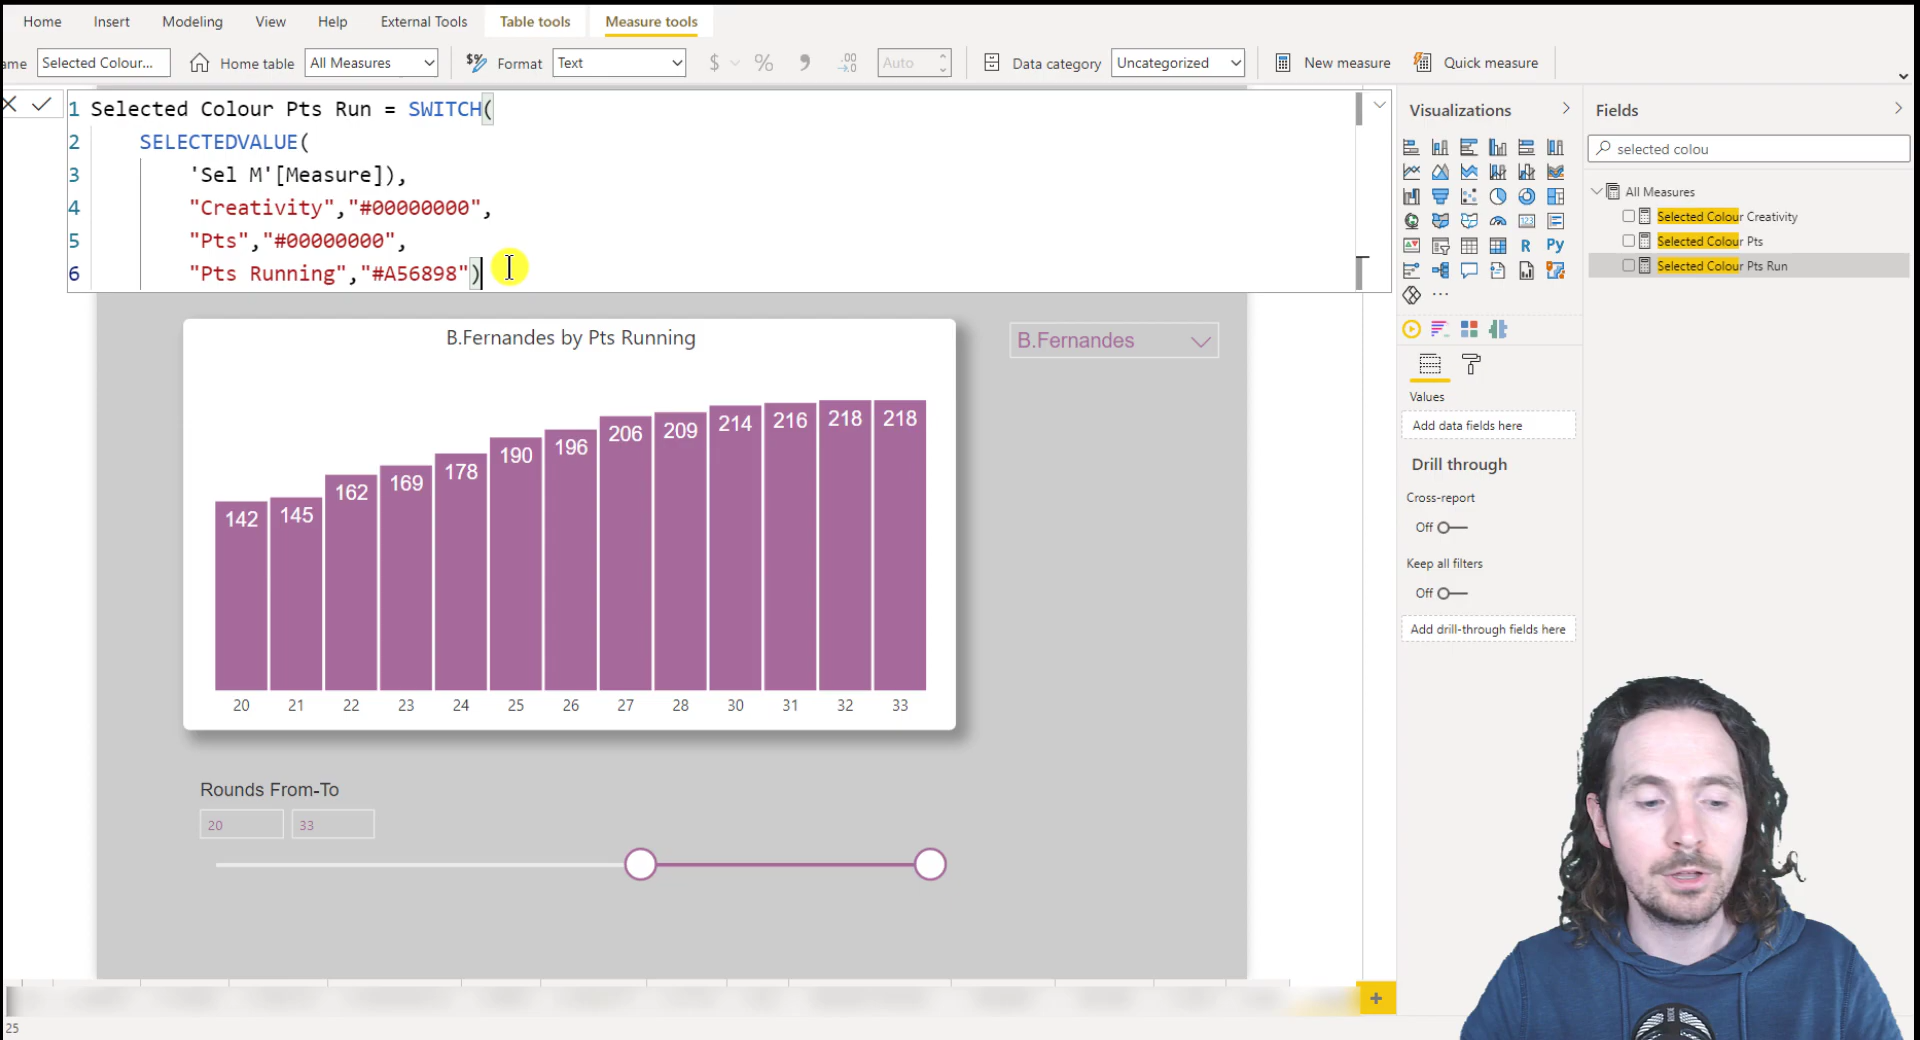 Home Insert Modeling View Help External Tools Table tools Measure tools
ame Selected Colour... Home table All Measures Format Text $ % Auto Data category Uncategorized New measure Quick measure
1 Selected Colour Pts Run = SWITCH(
2 SELECTEDVALUE(
3 'Sel M'[Measure]),
4 "Creativity","#00000000",
5 "Pts","#00000000",
6 "Pts Running","#A56898")
B.Fernandes by Pts Running
142 145 162 169 178 190 196 206 209 214 216 218 218
20 21 22 23 24 25 26 27 28 30 31 32 33
B.Fernandes
Rounds From-To
20 33
25
Visualizations
R Py
123
Values
Add data fields here
Drill through
Cross-report
Off
Keep all filters
Off
Add drill-through fields here
Fields
selected colou
All Measures
Selected Colour Creativity
Selected Colour Pts
Selected Colour Pts Run